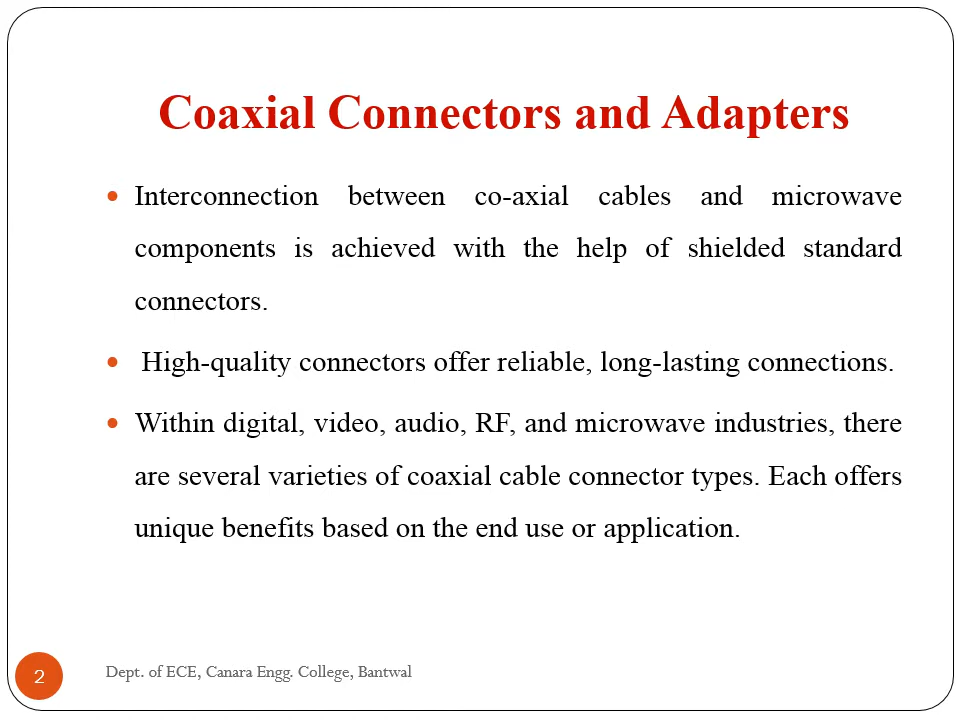 Coaxial Connectors and Adapters
Interconnection between co-axial cables and microwave
components is achieved with the help of shielded standard
connectors.
High-quality connectors offer reliable, long-lasting connections.
Within digital, video, audio, RF, and microwave industries, there
are several varieties of coaxial cable connector types. Each offers
unique benefits based on the end use or application.
2
Dept. of ECE, Canara Engg. College, Bantwal